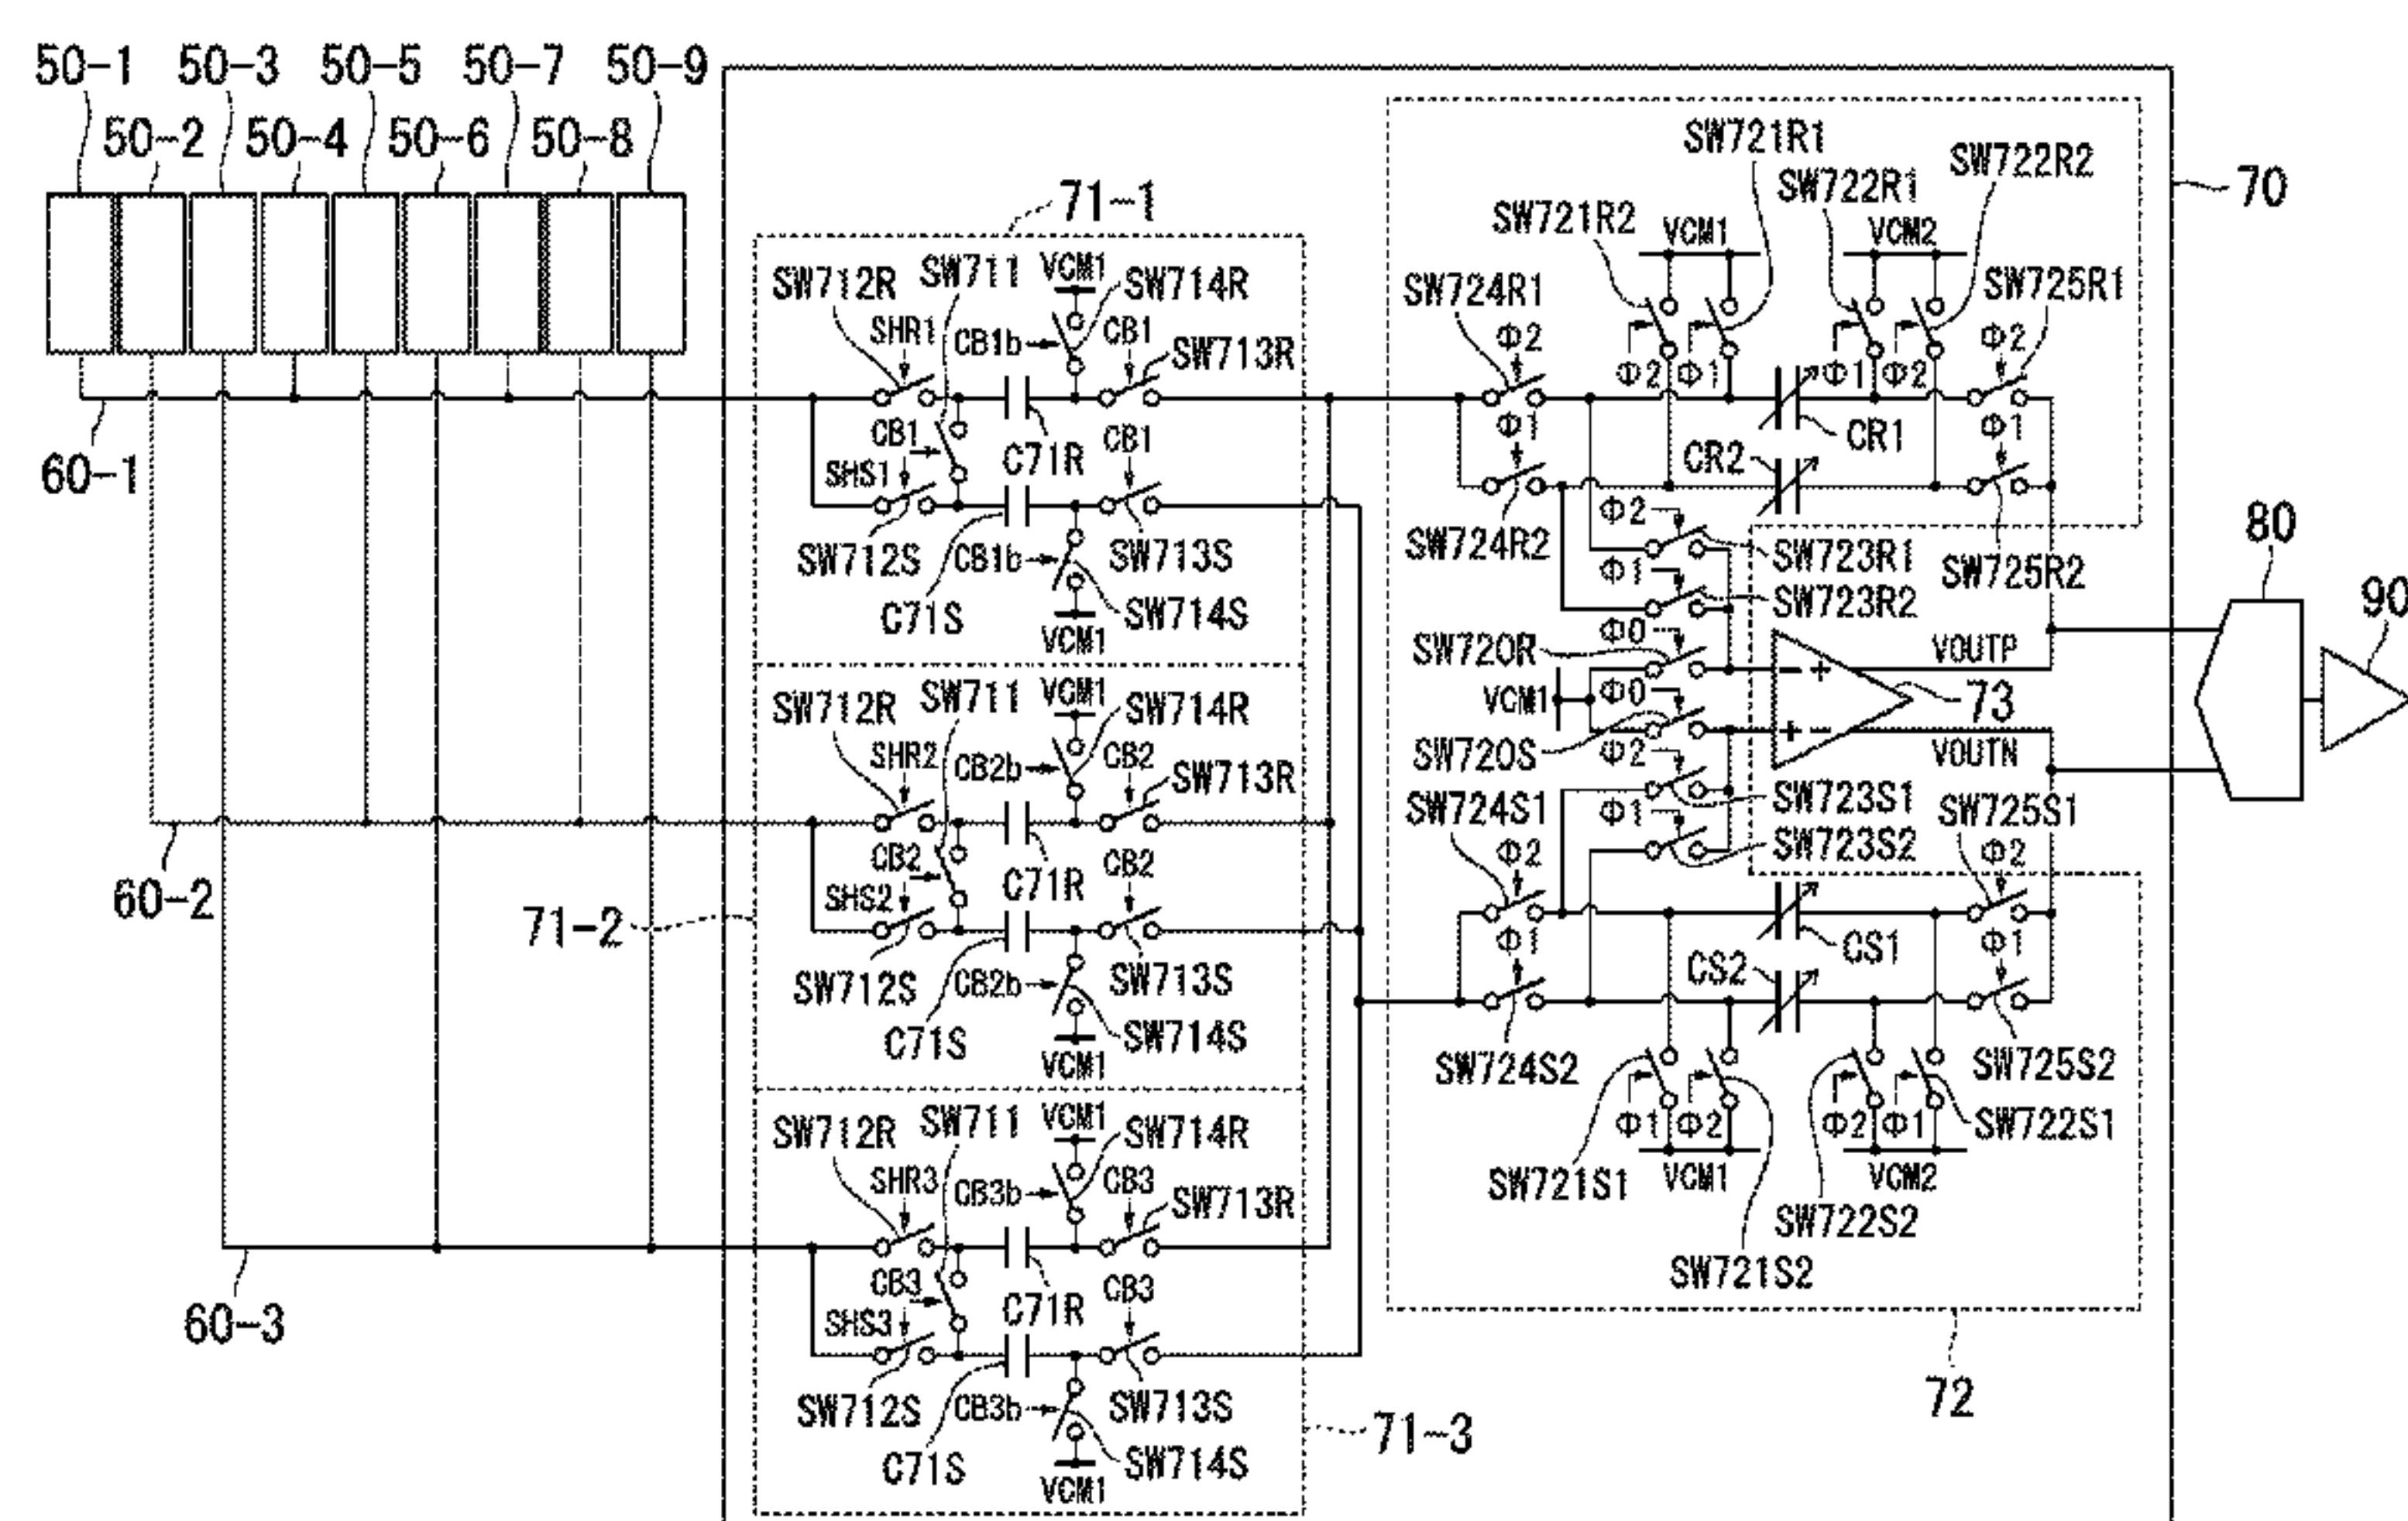 50-1 50-3 50-5 50-7 50-9
50-2 50-4 50-6 50-8
60-1
60-2
60-3
70
71-1
SW712R SW711 VCM1 SW714R
SHR1 CB1b CB1 SW713R
CB1 C71R CB1
SHS1
SW712S CB1b SW713S
C71S VCM1 SW714S
71-2
SW712R SW711 VCM1 SW714R
SHR2 CB2b CB2 SW713R
CB2 C71R CB2
SHS2
SW712S CB2b SW713S
C71S VCM1 SW714S
71-3
SW712R SW711 VCM1 SW714R
SHR3 CB3b CB3 SW713R
CB3 C71R CB3
SHS3
SW712S CB3b SW713S
C71S VCM1 SW714S
SW721R1
SW722R1 SW722R2
SW721R2 VCM1 VCM2
SW724R1 SW725R1
Φ2 Φ2
Φ2 Φ1 Φ1 Φ2
Φ1 CR1 Φ1
CR2
SW724R2 Φ2 SW723R1 SW725R2
Φ1 SW723R2
SW720R Φ0
VCM1 Φ0 - + VOUTP
73
SW720S + - VOUTN
Φ2 SW723S1
SW724S1 Φ1 SW723S2 SW725S1
Φ2 Φ2
Φ1 CS1 Φ1
CS2
SW724S2 SW725S2
Φ1 Φ2 Φ2 Φ1 SW722S1
SW721S1 VCM1 VCM2
SW722S2
SW721S2
72
80
90